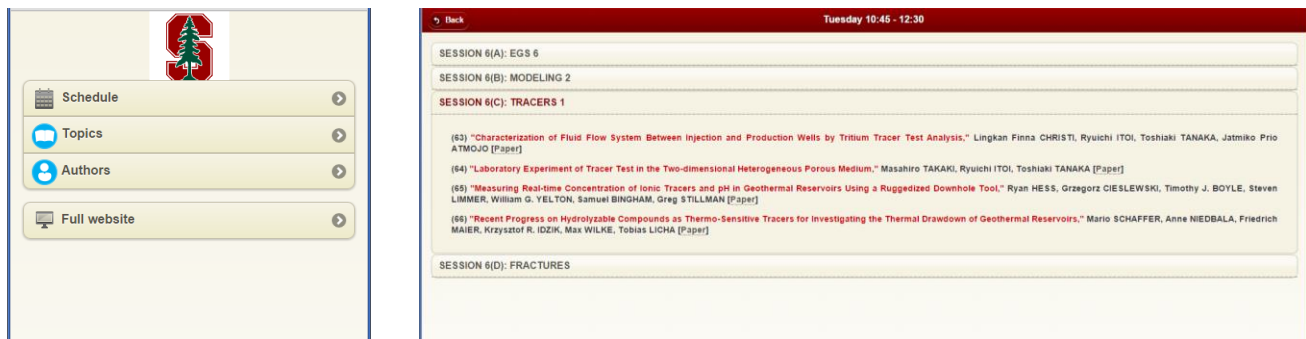 S
Schedule
Topics
Authors
Full website
Back
Tuesday 10:45 - 12:30
SESSION 6(A): EGS 6
SESSION 6(B): MODELING 2
SESSION 6(C): TRACERS 1
(63) "Characterization of Fluid Flow System Between Injection and Production Wells by Tritium Tracer Test Analysis," Lingkan Finna CHRISTI, Ryuichi ITOI, Toshiaki TANAKA, Jatmiko Prio
ATMOJO [Paper]
(64) "Laboratory Experiment of Tracer Test in the Two-dimensional Heterogeneous Porous Medium," Masahiro TAKAKI, Ryuichi ITOI, Toshiaki TANAKA [Paper]
(65) "Measuring Real-time Concentration of Ionic Tracers and pH in Geothermal Reservoirs Using a Ruggedized Downhole Tool," Ryan HESS, Grzegorz CIESLEWSKI, Timothy J. BOYLE, Steven
LIMMER, William G. YELTON, Samuel BINGHAM, Greg STILLMAN [Paper]
(66) "Recent Progress on Hydrolyzable Compounds as Thermo-Sensitive Tracers for Investigating the Thermal Drawdown of Geothermal Reservoirs," Mario SCHAFFER, Anne NIEDBALA, Friedrich
MAIER, Krzysztof R. IDZIK, Max WILKE, Tobias LICHA [Paper]
SESSION 6(D): FRACTURES